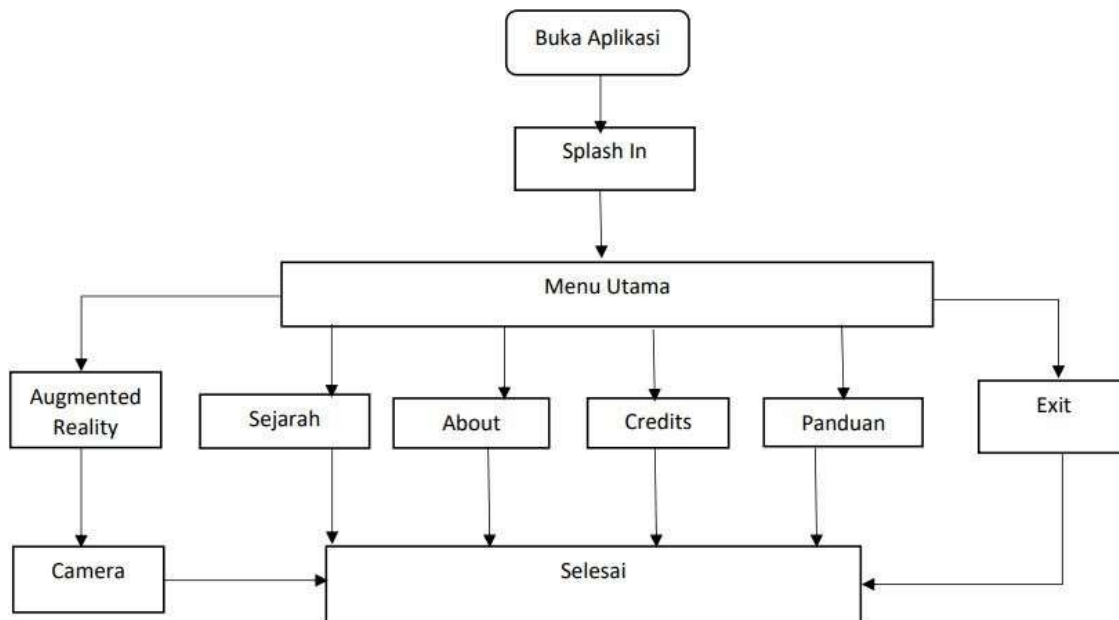 Buka Aplikasi
Splash In
Menu Utama
Augmented
Reality
Sejarah
About
Credits
Panduan
Exit
Camera
Selesai